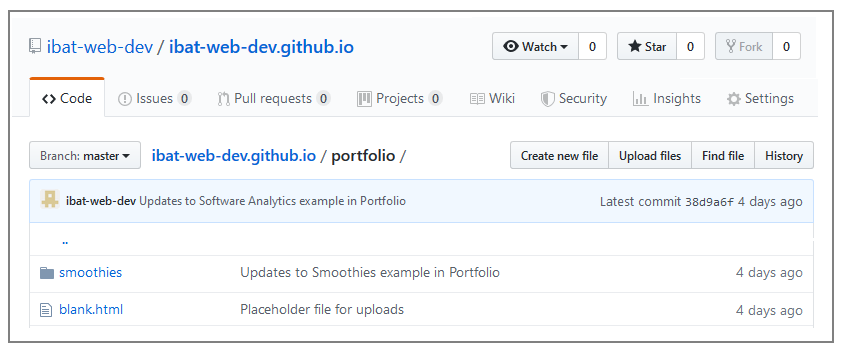 ibat-web-dev / ibat-web-dev.github.io Watch 0 Star 0 Fork 0
Code Issues 0 Pull requests 0 Projects 0 Wiki Security Insights Settings
Branch: master ibat-web-dev.github.io / portfolio / Create new file Upload files Find file History
ibat-web-dev Updates to Software Analytics example in Portfolio Latest commit 38d9a6f 4 days ago
..
smoothies Updates to Smoothies example in Portfolio 4 days ago
blank.html Placeholder file for uploads 4 days ago